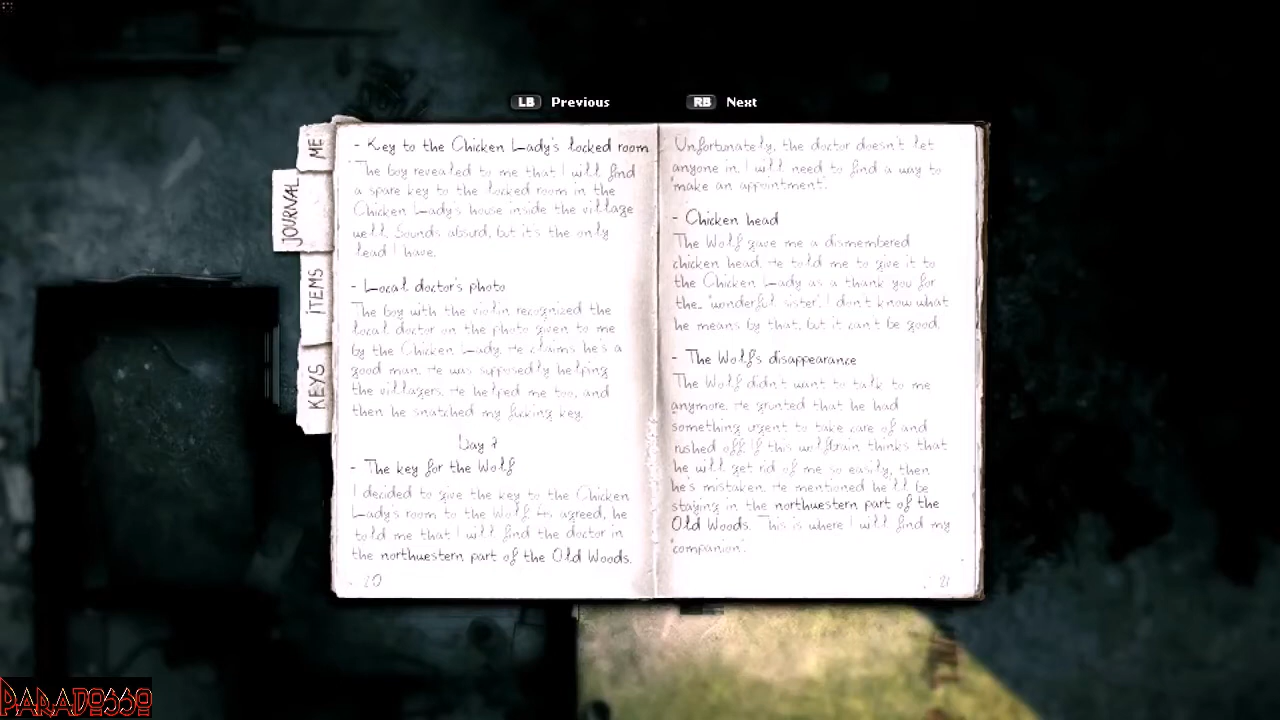 LB Previous
RB Next
ME
JOURNAL
ITEMS
KEYS
- Key to the Chicken Lady's locked room
The boy revealed to me that I will find
a spare key to the locked room in the
Chicken Lady's house inside the village
well. Sounds absurd, but it's the only
lead I have.
- Local doctor's photo
The boy with the violin recognized the
local doctor on the photo given to me
by the Chicken Lady. He claims he's a
good man. He was supposedly helping
the villagers. He helped me too, and
then he snatched my fucking key.
Day
- The key for the Wolf
I decided to give the key to the Chicken
Lady's room to the Wolf. As agreed, he
told me that I will find the doctor in
the northwestern part of the Old Woods.
20
Unfortunately, the doctor doesn't let
anyone in. I will need to find a way to
"make an appointment".
- Chicken head
The Wolf gave me a dismembered
chicken head. He told me to give it to
the Chicken Lady as a thank you for
the... "wonderful sister". I don't know what
he means by that, but it can't be good.
- The Wolf's disappearance
The Wolf didn't want to talk to me
anymore. He grunted that he had
something urgent to take care of and
rushed off. If this wolfbrain thinks that
he will get rid of me so easily, then
he's mistaken. He mentioned he'll be
staying in the northwestern part of the
Old Woods. This is where I will find my
"companion".
21
PARADOSSO